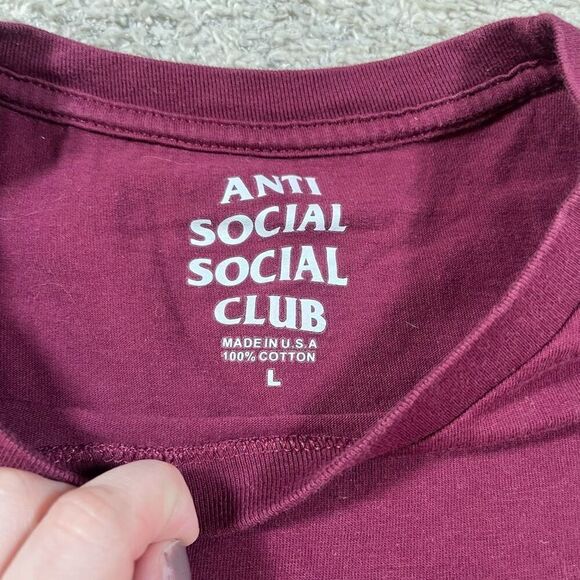 ANTI
SOCIAL
SOCIAL
CLUB
MADE IN U.S.A
100% COTTON
L